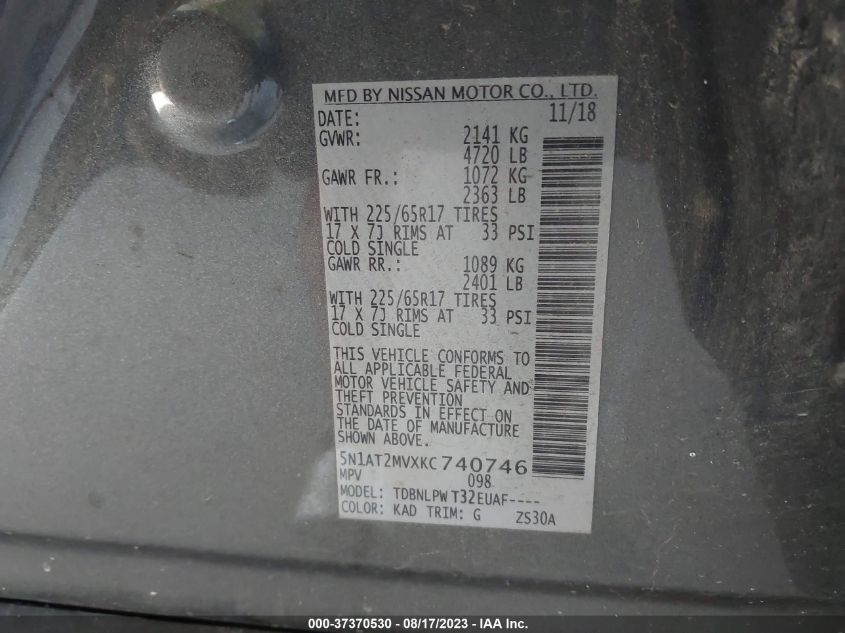 MFD BY NISSAN MOTOR CO., LTD.
DATE: 11/18
GVWR: 2141 KG
4720 LB
GAWR FR.: 1072 KG
2363 LB
WITH 225/65R17 TIRES
17 X 7J RIMS AT 33 PSI
COLD SINGLE
GAWR RR.: 1089 KG
2401 LB
WITH 225/65R17 TIRES
17 X 7J RIMS AT 33 PSI
COLD SINGLE
THIS VEHICLE CONFORMS TO
ALL APPLICABLE FEDERAL
MOTOR VEHICLE SAFETY AND
THEFT PREVENTION
STANDARDS IN EFFECT ON
THE DATE OF MANUFACTURE
SHOWN ABOVE.
5N1AT2MVXKC740746
MPV 098
MODEL: TDBNLPW T32EUAF----
COLOR: KAD TRIM: G ZS30A
000-37370530 - 08/17/2023 - IAA Inc.